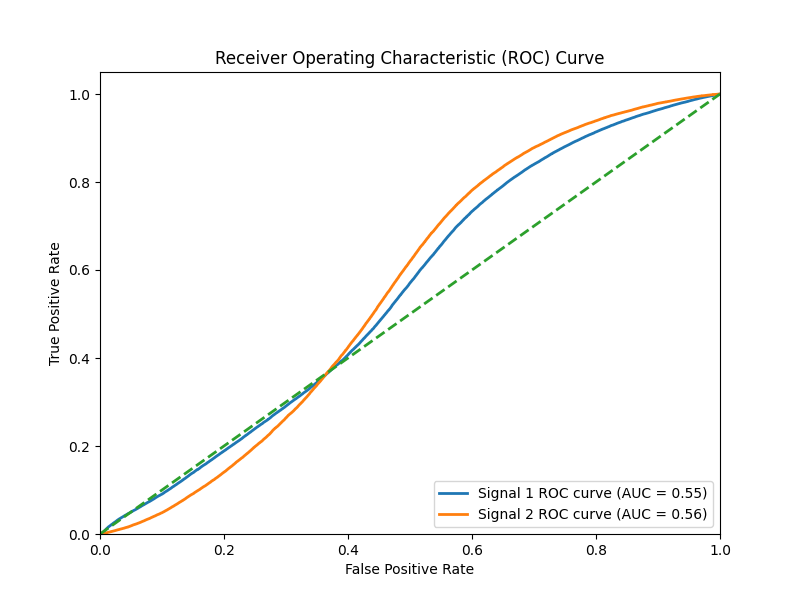 Receiver Operating Characteristic (ROC) Curve
True Positive Rate
1.0
0.8
0.6
0.4
0.2
0.0
Signal 1 ROC curve (AUC = 0.55)
Signal 2 ROC curve (AUC = 0.56)
0.0 0.2 0.4 0.6 0.8 1.0
False Positive Rate